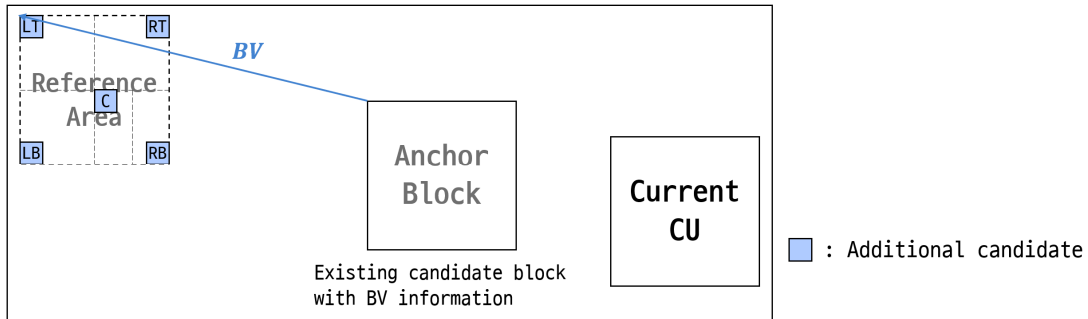 LT
RT
BV
Reference
Area
C
LB
RB
Anchor
Block
Current
CU
Existing candidate block
with BV information
: Additional candidate